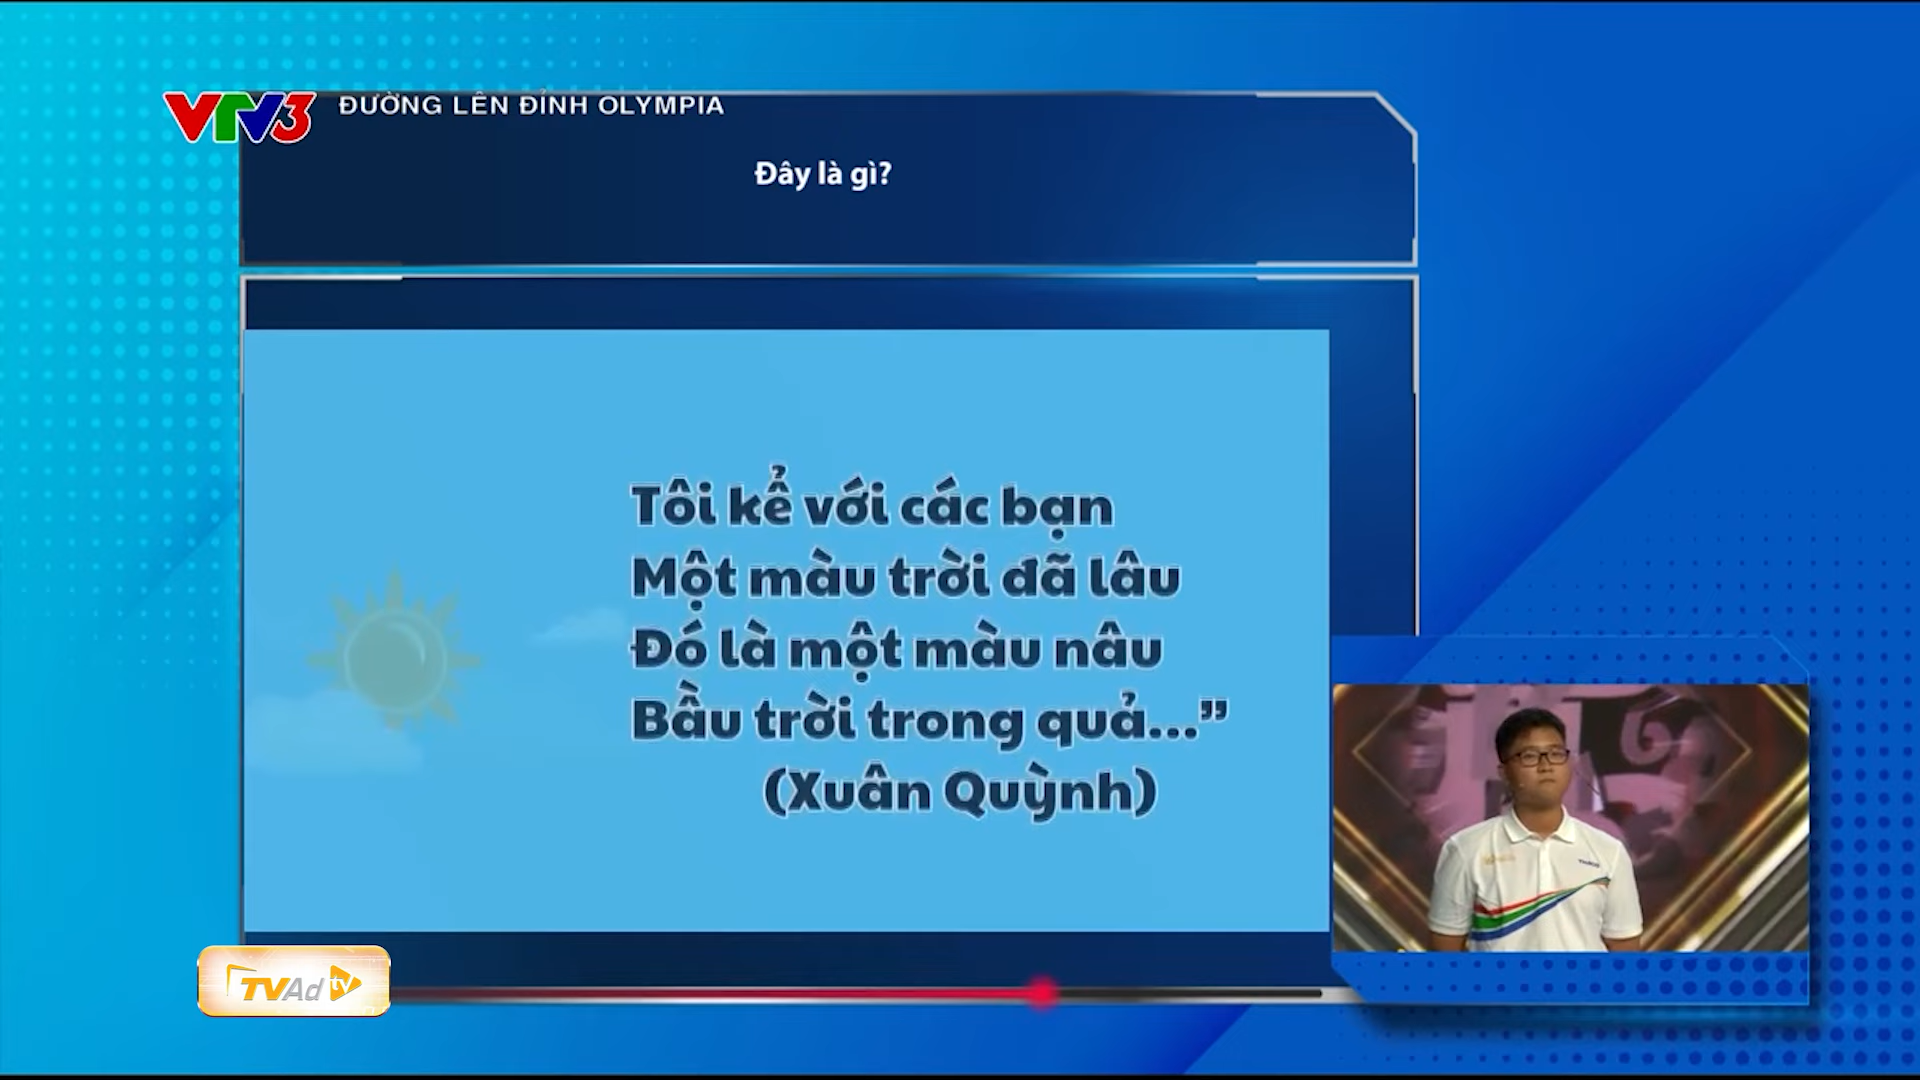 VTV3 ĐƯỜNG LÊN ĐỈNH OLYMPIA
Đây là gì?
Tôi kể với các bạn
Một màu trời đã lâu
Đó là một màu nâu
Bầu trời trong quả...”
(Xuân Quỳnh)
TVAd tv